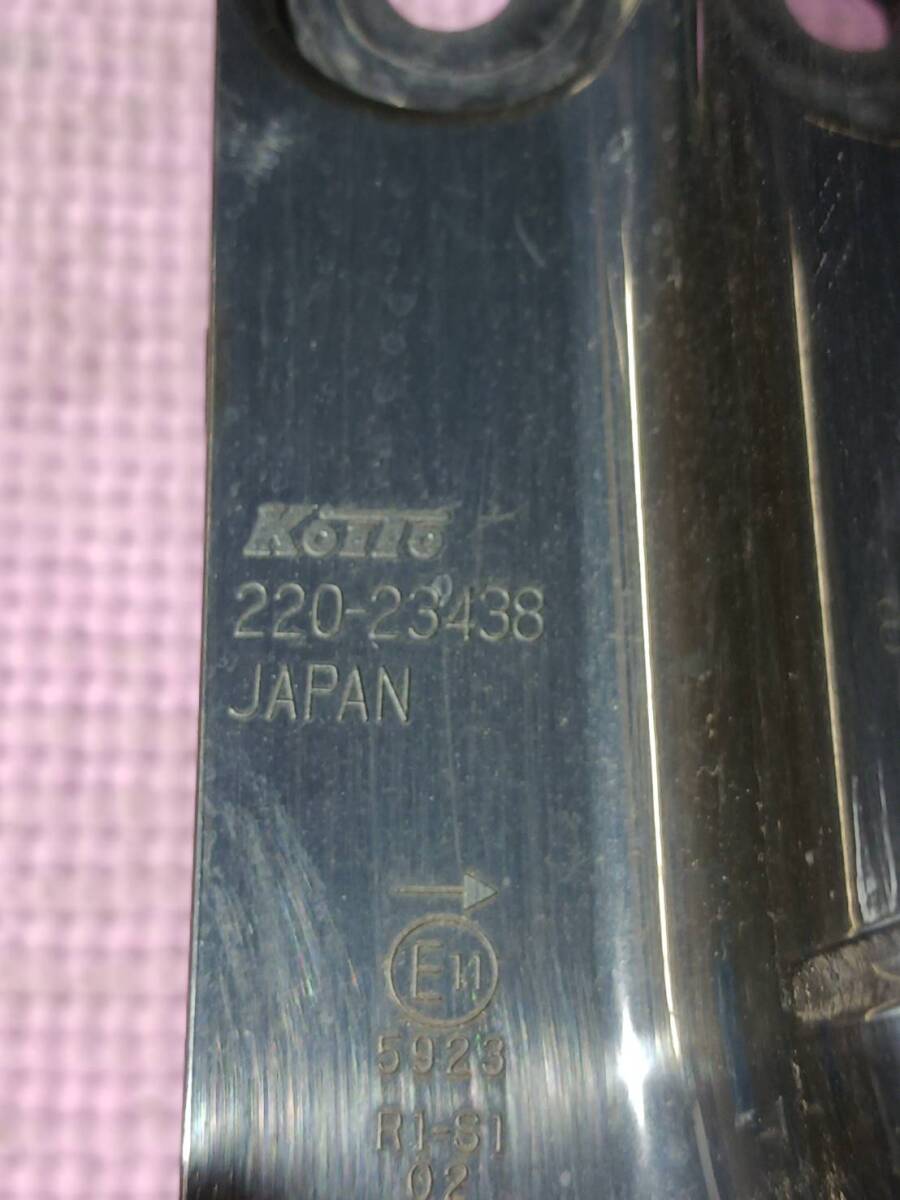 KOITO
220-23438
JAPAN
E11
5923
R1-S1
02